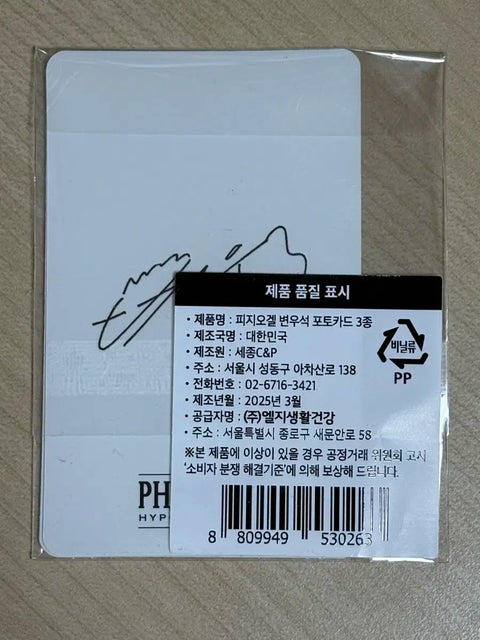 제품 품질 표시
• 제품명 : 피지오겔 변우석 포토카드 3종
• 제조국명 : 대한민국
• 제조원 : 세종C&P
• 주소 : 서울시 성동구 아차산로 138
• 전화번호 : 02-6716-3421
• 제조년월 : 2025년 3월
• 공급자명 : (주)엘지생활건강
• 주소 : 서울특별시 종로구 새문안로 58
※본 제품에 이상이 있을 경우 공정거래 위원회 고시
'소비자 분쟁 해결기준'에 의해 보상해 드립니다.
비닐류
PP
PH
HYP
8 809949 530263